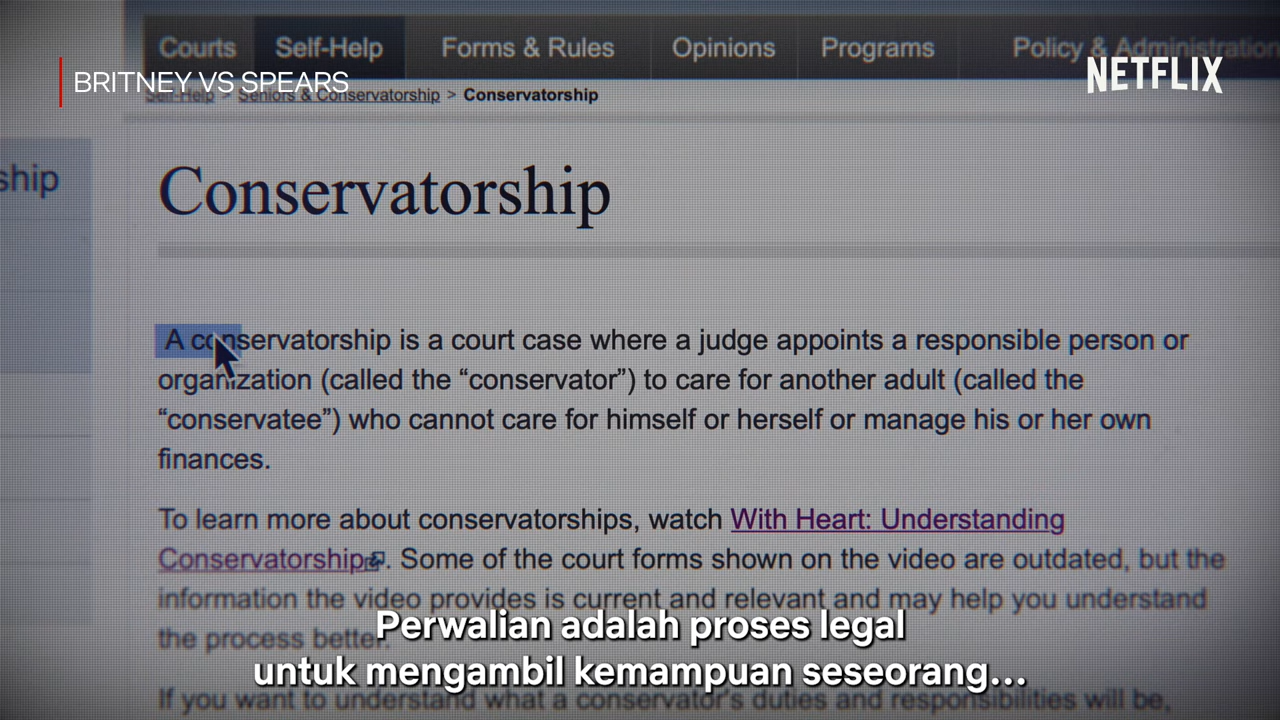 Courts Self-Help Forms & Rules Opinions Programs Policy & Administration
BRITNEY VS SPEARS
NETFLIX
Self-Help > Seniors & Conservatorship > Conservatorship
ship
Conservatorship
A conservatorship is a court case where a judge appoints a responsible person or
organization (called the “conservator”) to care for another adult (called the
“conservatee”) who cannot care for himself or herself or manage his or her own
finances.
To learn more about conservatorships, watch With Heart: Understanding
Conservatorship. Some of the court forms shown on the video are outdated, but the
information the video provides is current and relevant and may help you understand
the process better.
Perwalian adalah proses legal
untuk mengambil kemampuan seseorang...
If you want to understand what a conservator's duties and responsibilities will be,